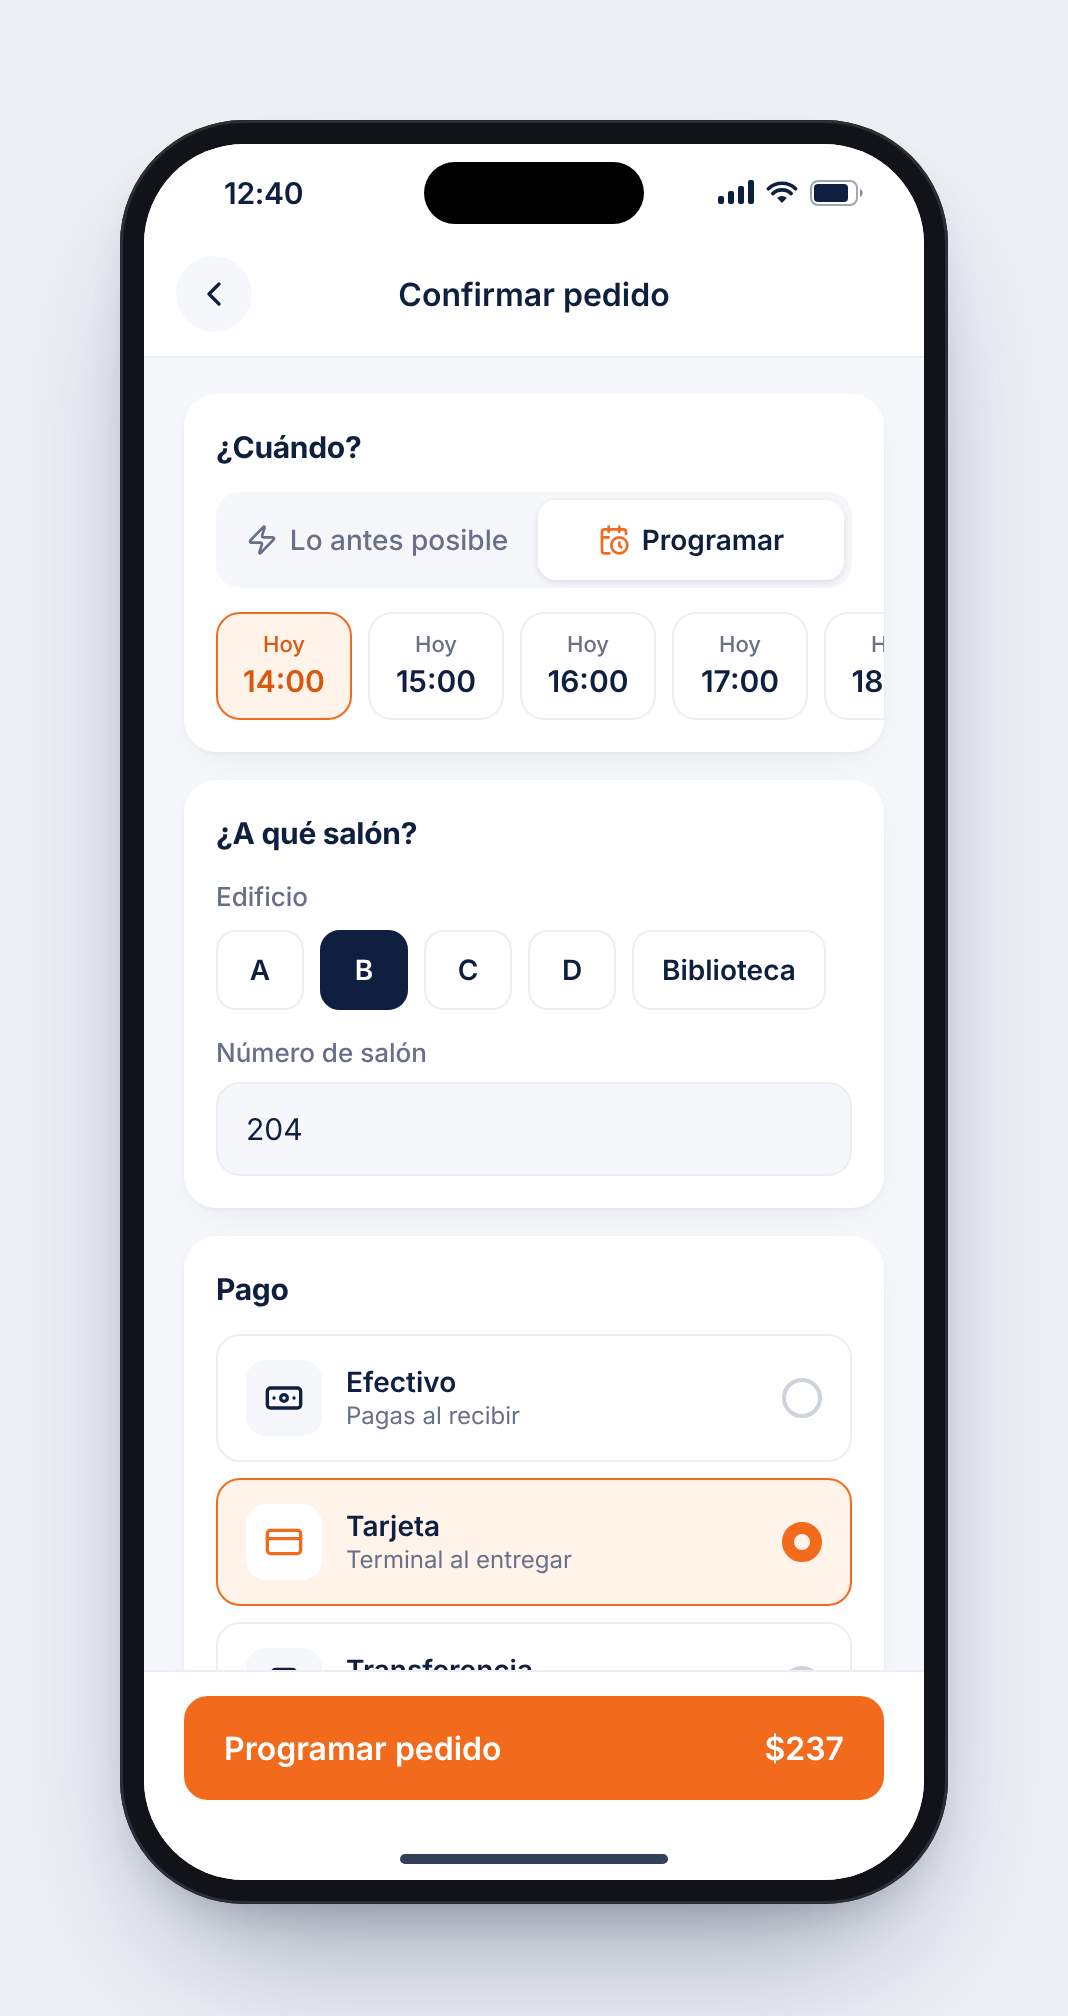 12:40
Confirmar pedido
¿Cuándo?
Lo antes posible
Programar
Hoy Hoy Hoy Hoy
14:00 15:00 16:00 17:00 18
¿A qué salón?
Edificio
A B C D Biblioteca
Número de salón
204
Pago
Efectivo
Pagas al recibir
Tarjeta
Terminal al entregar
Transferencia
Programar pedido $237